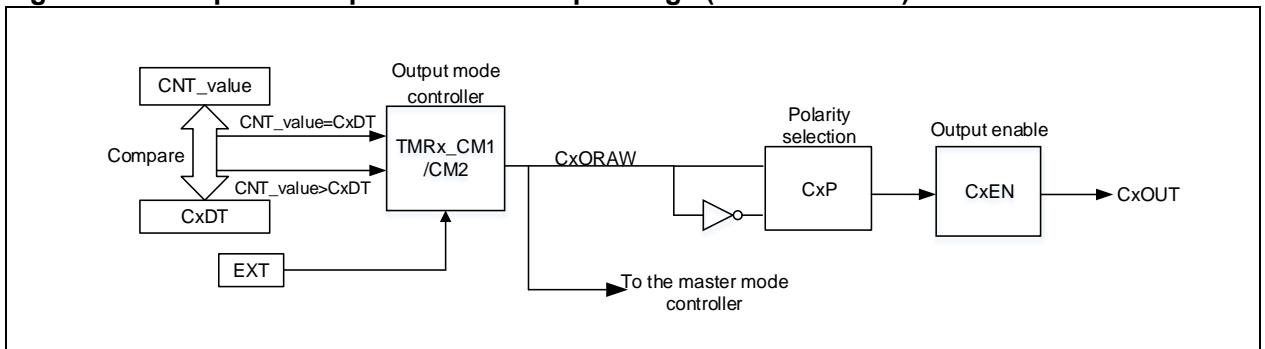 CNT_value
Compare
CxDT
CNT_value=CxDT
CNT_value>CxDT
EXT
Output mode
controller
TMRx_CM1
/CM2
CxORAW
To the master mode
controller
Polarity
selection
CxP
Output enable
CxEN
CxOUT